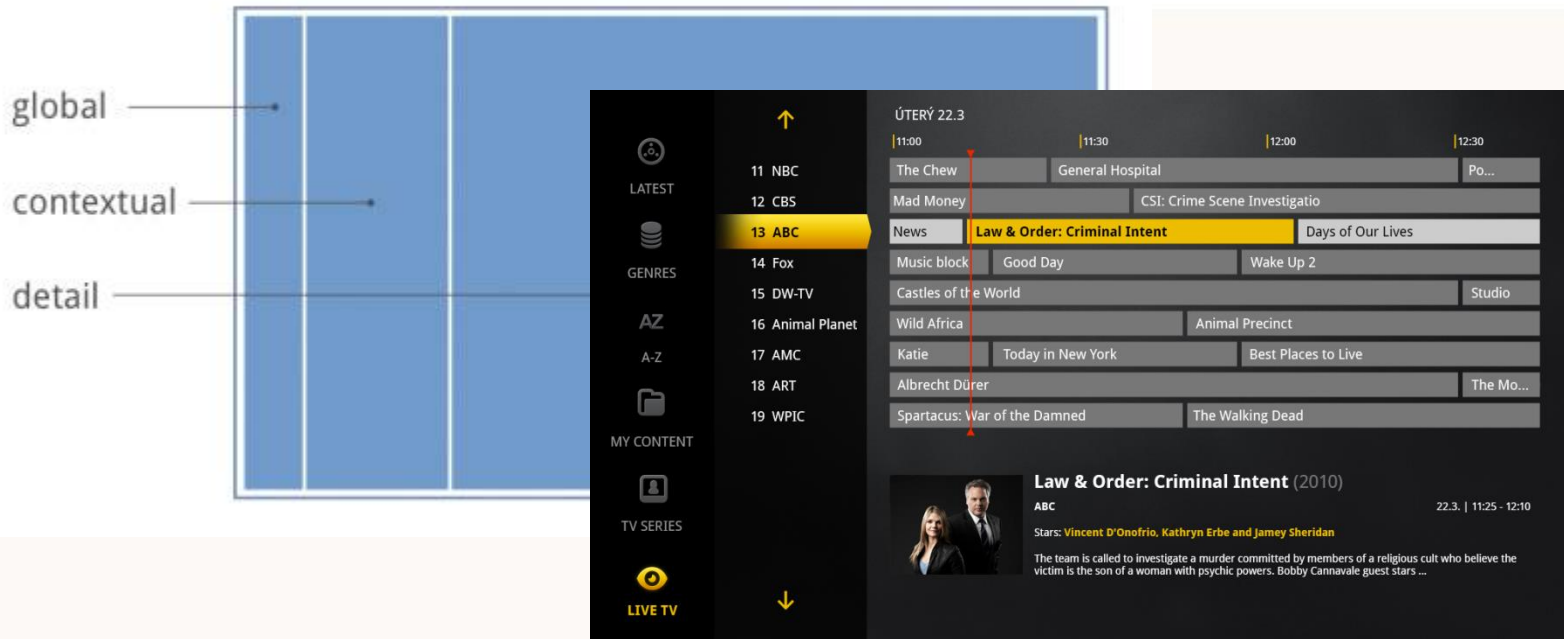 global
contextual
detail
LATEST
GENRES
AZ
A-Z
MY CONTENT
TV SERIES
LIVE TV
11 NBC
12 CBS
13 ABC
14 Fox
15 DW-TV
16 Animal Planet
17 AMC
18 ART
19 WPIC
ÚTERÝ 22.3
11:00 11:30 12:00 12:30
The Chew General Hospital Po...
Mad Money CSI: Crime Scene Investigatio
News Law & Order: Criminal Intent Days of Our Lives
Music block Good Day Wake Up 2
Castles of the World Studio
Wild Africa Animal Precinct
Katie Today in New York Best Places to Live
Albrecht Dürer The Mo...
Spartacus: War of the Damned The Walking Dead
Law & Order: Criminal Intent (2010)
ABC 22.3. | 11:25 - 12:10
Stars: Vincent D'Onofrio, Kathryn Erbe and Jamey Sheridan
The team is called to investigate a murder committed by members of a religious cult who believe the
victim is the son of a woman with psychic powers. Bobby Cannavale guest stars ...